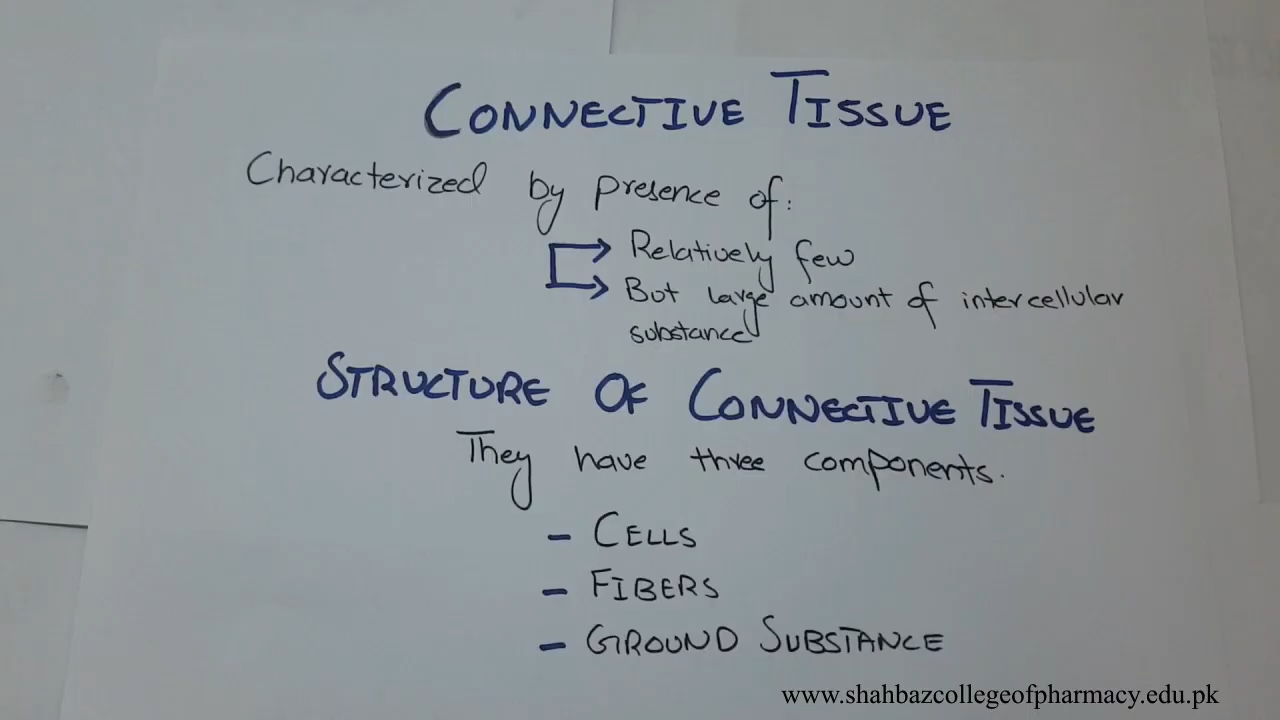 CONNECTIVE TISSUE
Characterized by presence of:
Relatively few
But large amount of intercellular
substance
STRUCTURE OF CONNECTIVE TISSUE
They have three components.
- CELLS
- FIBERS
- GROUND SUBSTANCE
www.shahbazcollegeofpharmacy.edu.pk